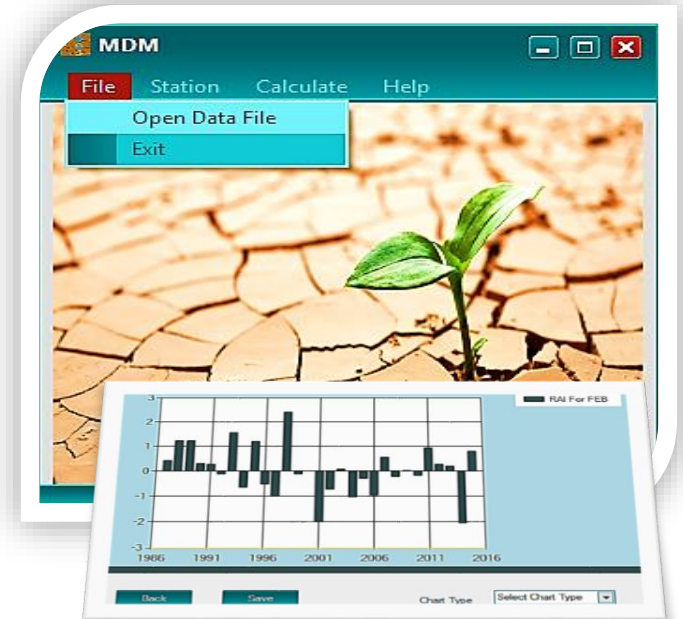 MDM
File Station Calculate Help
Open Data File
Exit
RAI For FEB
3
2
1
0
-1
-2
-3
1986 1991 1996 2001 2006 2011 2016
Back Save Chart Type Select Chart Type